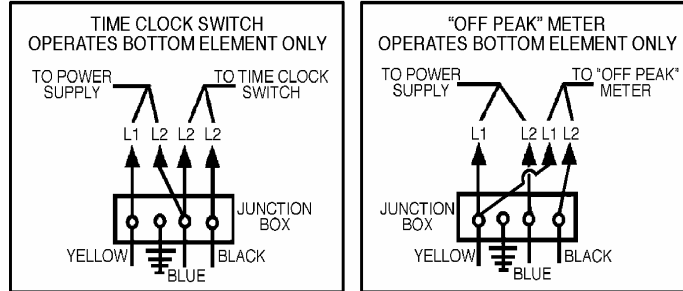 TIME CLOCK SWITCH
OPERATES BOTTOM ELEMENT ONLY
TO POWER
SUPPLY
TO TIME CLOCK
SWITCH
L1 L2 L2 L2
JUNCTION
BOX
YELLOW
BLUE
BLACK
"OFF PEAK" METER
OPERATES BOTTOM ELEMENT ONLY
TO POWER
SUPPLY
TO "OFF PEAK"
METER
L1 L2 L1 L2
JUNCTION
BOX
YELLOW
BLUE
BLACK